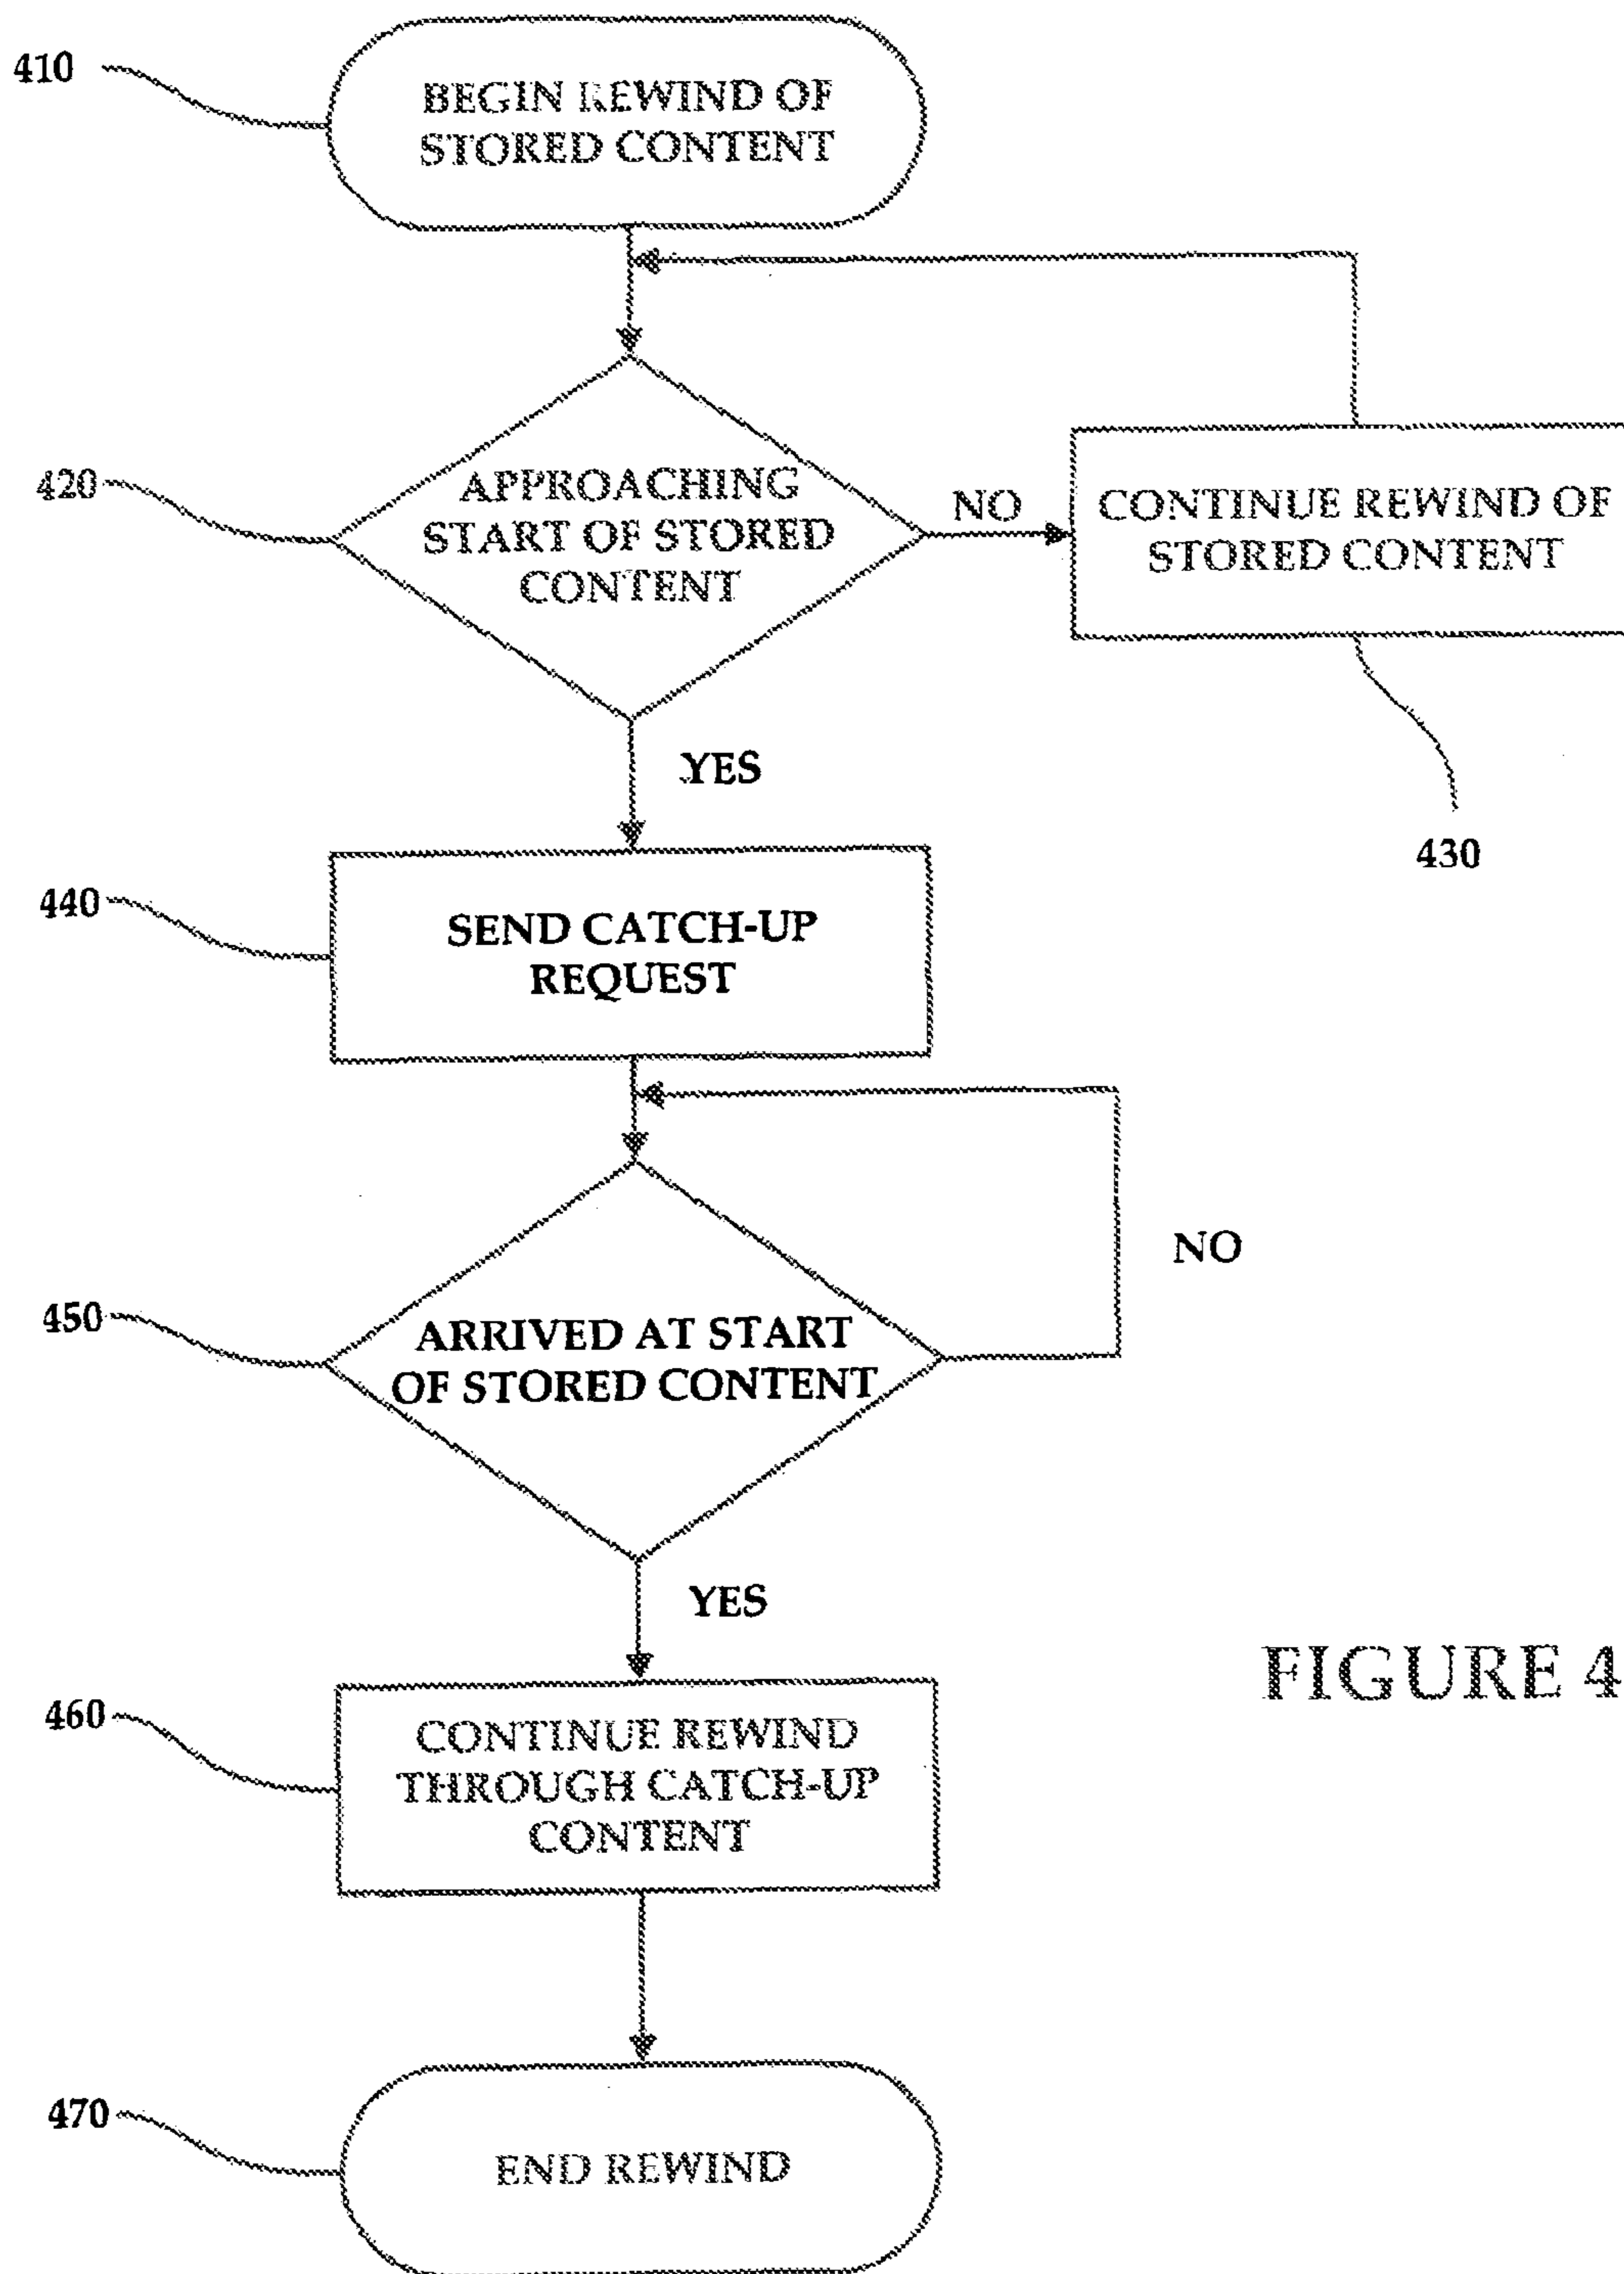 410
BEGIN REWIND OF
STORED CONTENT
420
APPROACHING
START OF STORED
CONTENT
NO
CONTINUE REWIND OF
STORED CONTENT
430
YES
440
SEND CATCH-UP
REQUEST
450
ARRIVED AT START
OF STORED CONTENT
NO
YES
460
CONTINUE REWIND
THROUGH CATCH-UP
CONTENT
FIGURE 4
470
END REWIND